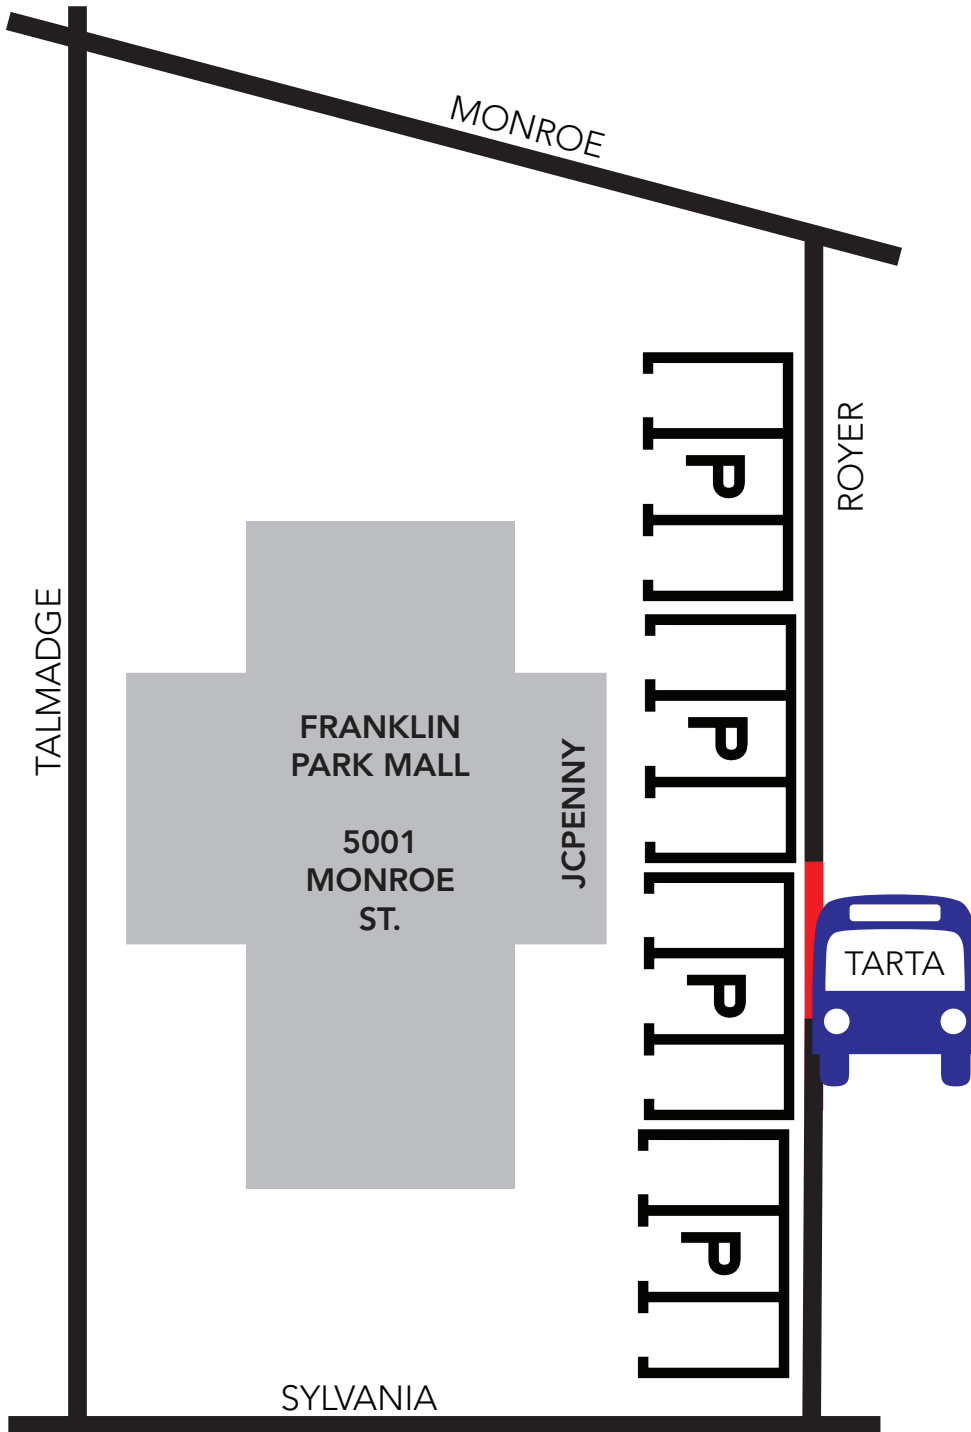 MONROE
ROYER
P
TALMADGE
FRANKLIN
PARK MALL
5001
MONROE
ST.
JCPENNY
P
TARTA
P
P
SYLVANIA